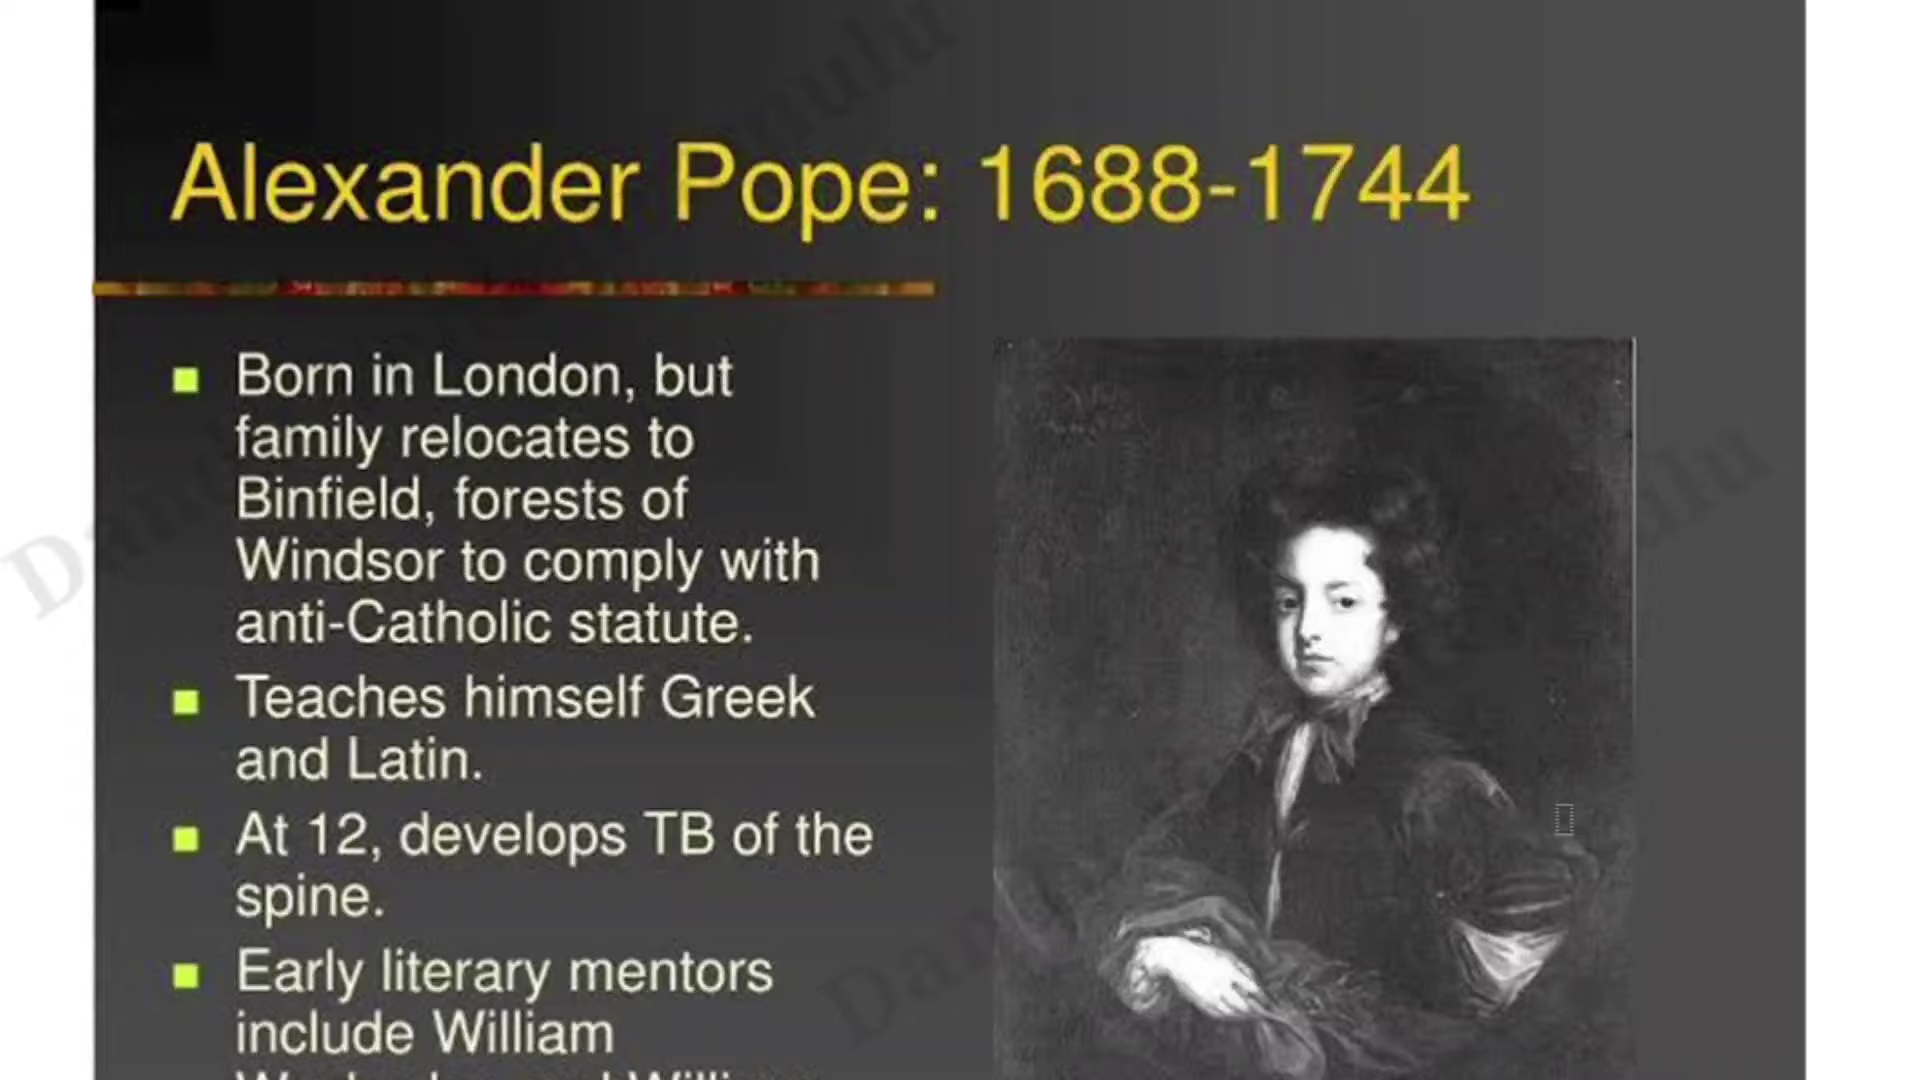 Alexander Pope: 1688-1744
Born in London, but
family relocates to
Binfield, forests of
Windsor to comply with
anti-Catholic statute.
Teaches himself Greek
and Latin.
At 12, develops TB of the
spine.
Early literary mentors
include William